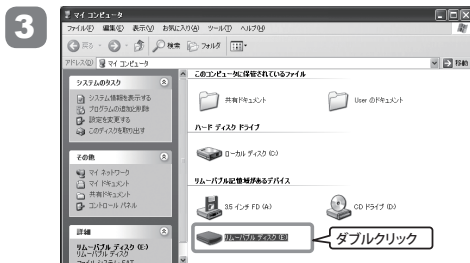 3
マイ コンピュータ
ファイル(F) 編集(E) 表示(V) お気に入り(A) ツール(T) ヘルプ(H)
戻る 検索 フォルダ
アドレス(D) マイ コンピュータ 移動
システムのタスク
システム情報を表示する
プログラムの追加と削除
設定を変更する
このディスクを取り出す
その他
マイ ネットワーク
マイ ドキュメント
共有ドキュメント
コントロール パネル
詳細
リムーバブル ディスク (E:)
リムーバブル ディスク
ファイル システム: FAT
このコンピュータに保管されているファイル
共有ドキュメント User のドキュメント
ハード ディスク ドライブ
ローカル ディスク (C:)
リムーバブル記憶域があるデバイス
3.5 インチ FD (A:) CD ドライブ (D:)
リムーバブル ディスク (E:) ダブルクリック